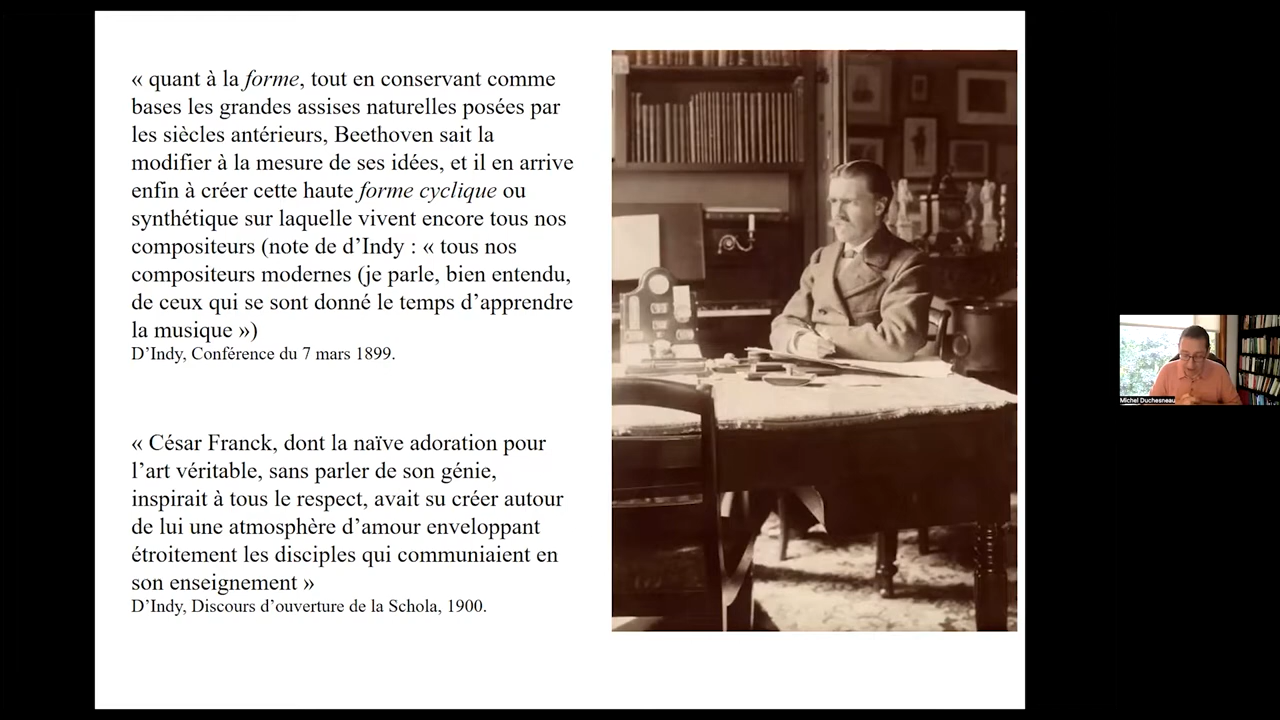 « quant à la forme, tout en conservant comme
bases les grandes assises naturelles posées par
les siècles antérieurs, Beethoven sait la
modifier à la mesure de ses idées, et il en arrive
enfin à créer cette haute forme cyclique ou
synthétique sur laquelle vivent encore tous nos
compositeurs (note de d’Indy : « tous nos
compositeurs modernes (je parle, bien entendu,
de ceux qui se sont donné le temps d’apprendre
la musique »)
D’Indy, Conférence du 7 mars 1899.
« César Franck, dont la naïve adoration pour
l’art véritable, sans parler de son génie,
inspirait à tous le respect, avait su créer autour
de lui une atmosphère d’amour enveloppant
étroitement les disciples qui communiaient en
son enseignement »
D’Indy, Discours d’ouverture de la Schola, 1900.
Michel Duchesneau